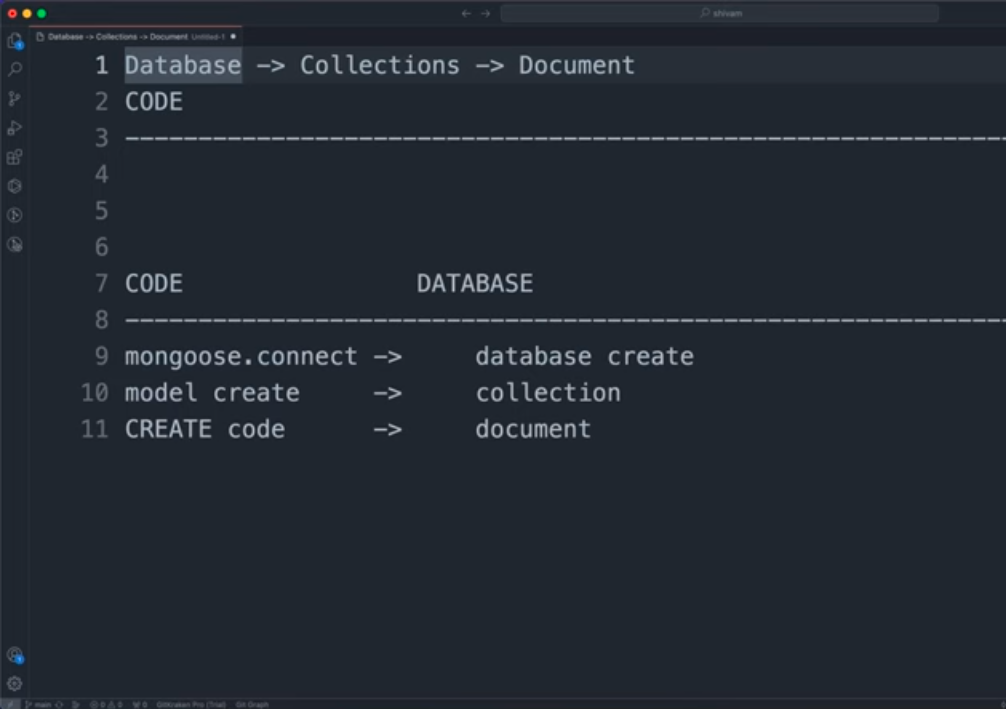 shivam
Database -> Collections -> Document Untitled-1
1 Database -> Collections -> Document
2 CODE
3 ------------------------------------------------------------
4
5
6
7 CODE                DATABASE
8 ------------------------------------------------------------
9 mongoose.connect ->     database create
10 model create     ->     collection
11 CREATE code      ->     document
main 0 0 0 GitKraken Pro (Trial) Git Graph